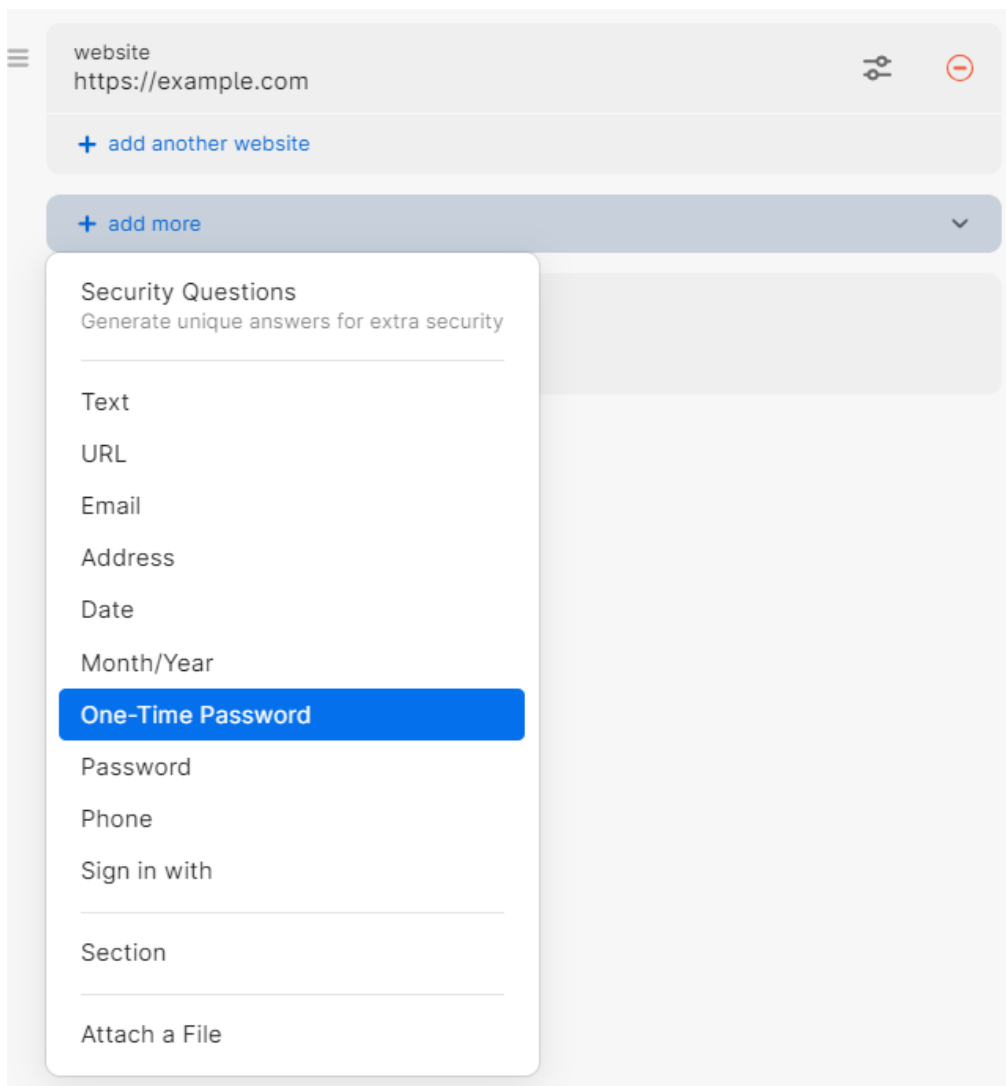 website
https://example.com
+ add another website
+ add more
Security Questions
Generate unique answers for extra security
Text
URL
Email
Address
Date
Month/Year
One-Time Password
Password
Phone
Sign in with
Section
Attach a File